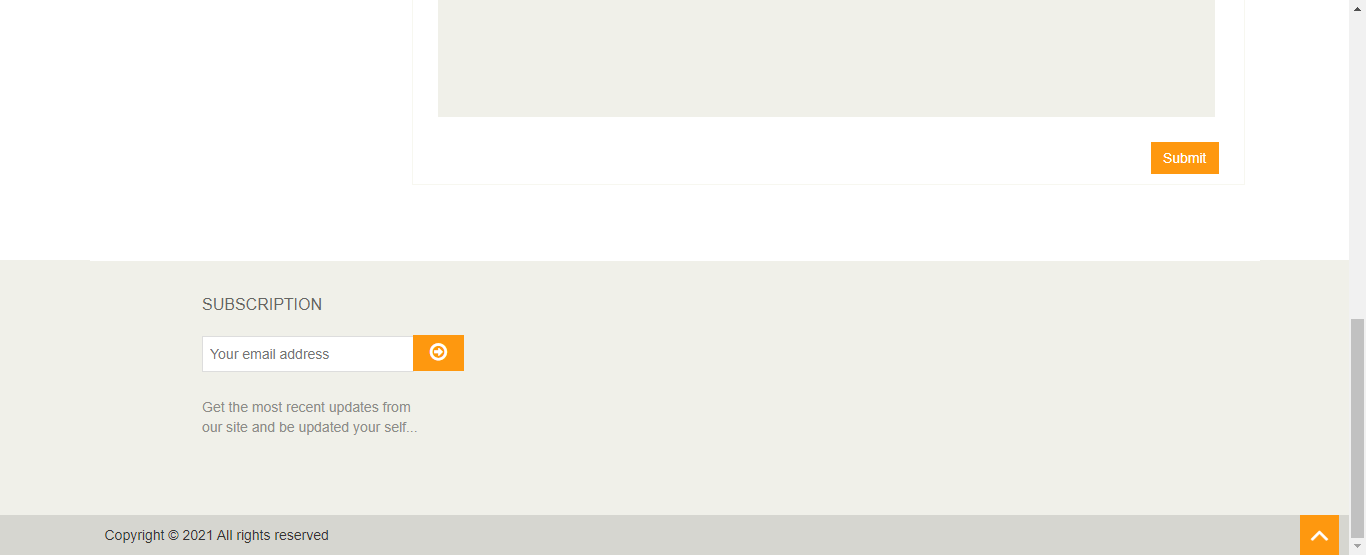 Submit
SUBSCRIPTION
Your email address
Get the most recent updates from
our site and be updated your self...
Copyright © 2021 All rights reserved